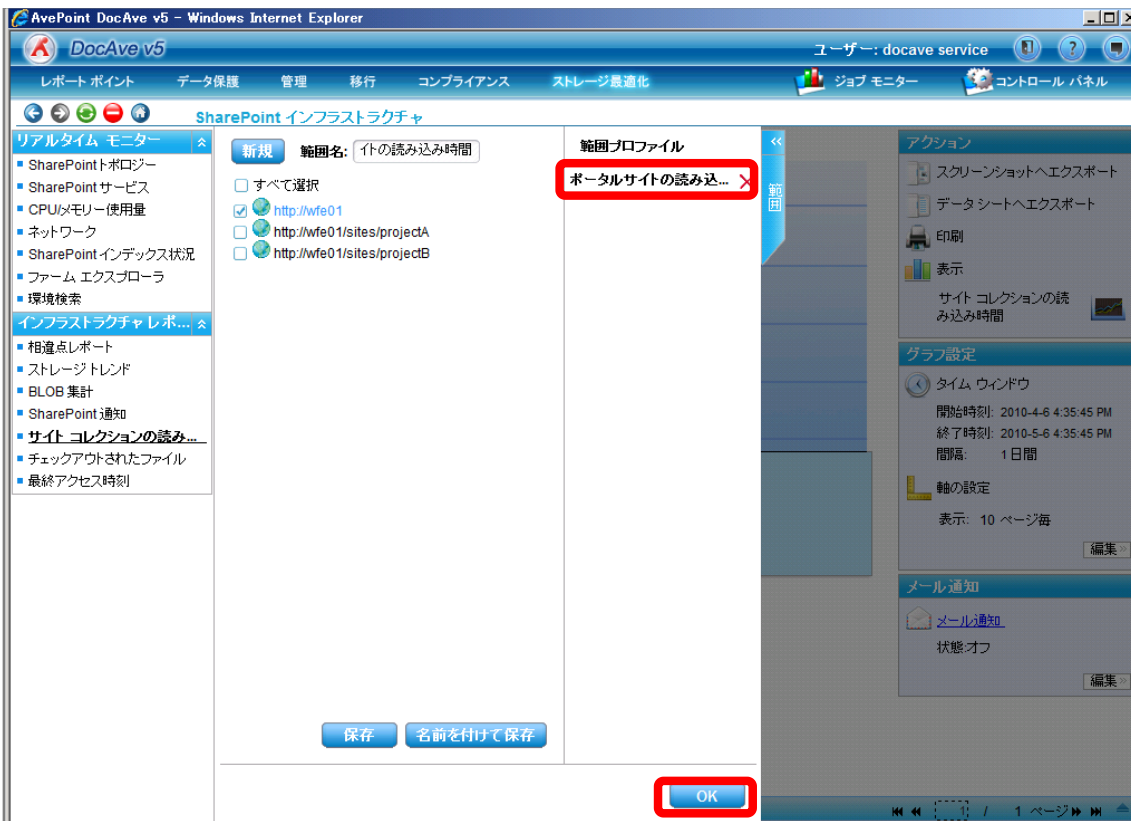 AvePoint DocAve v5 - Windows Internet Explorer
DocAve v5
ユーザー: docave service
レポート ポイント データ保護 管理 移行 コンプライアンス ストレージ最適化 ジョブ モニター コントロール パネル
SharePoint インフラストラクチャ
リアルタイム モニター
SharePointトポロジー
SharePoint サービス
CPU/メモリー使用量
ネットワーク
SharePointインデックス状況
ファーム エクスプローラ
環境検索
インフラストラクチャ レポ...
相違点レポート
ストレージトレンド
BLOB 集計
SharePoint 通知
サイト コレクションの読み...
チェックアウトされたファイル
最終アクセス時刻
新規 範囲名: イトの読み込み時間
すべて選択
http://wfe01
http://wfe01/sites/projectA
http://wfe01/sites/projectB
保存 名前を付けて保存
範囲プロファイル
ポータルサイトの読み込...
OK
範囲
アクション
スクリーンショットへエクスポート
データ シートへエクスポート
印刷
表示
サイト コレクションの読
み込み時間
グラフ設定
タイム ウィンドウ
開始時刻: 2010-4-6 4:35:45 PM
終了時刻: 2010-5-6 4:35:45 PM
間隔: 1日間
軸の設定
表示: 10 ページ毎
編集
メール通知
メール通知
状態:オフ
編集
1 / 1 ページ